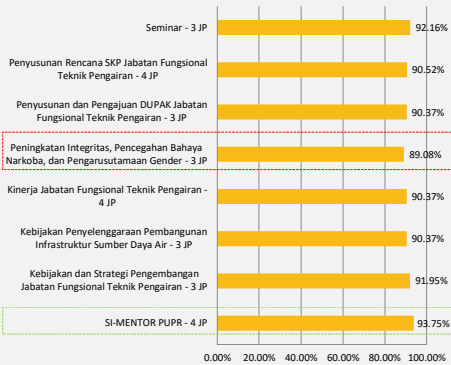 Seminar - 3 JP
92.16%
Penyusunan Rencana SKP Jabatan Fungsional
Teknik Pengairan - 4 JP
90.52%
Penyusunan dan Pengajuan DUPAK Jabatan
Fungsional Teknik Pengairan - 3 JP
90.37%
Peningkatan Integritas, Pencegahan Bahaya
Narkoba, dan Pengarusutamaan Gender - 3 JP
89.08%
Kinerja Jabatan Fungsional Teknik Pengairan -
4 JP
90.37%
Kebijakan Penyelenggaraan Pembangunan
Infrastruktur Sumber Daya Air - 3 JP
90.37%
Kebijakan dan Strategi Pengembangan
Jabatan Fungsional Teknik Pengairan - 3 JP
91.95%
SI-MENTOR PUPR - 4 JP
93.75%
0.00% 20.00% 40.00% 60.00% 80.00% 100.00%